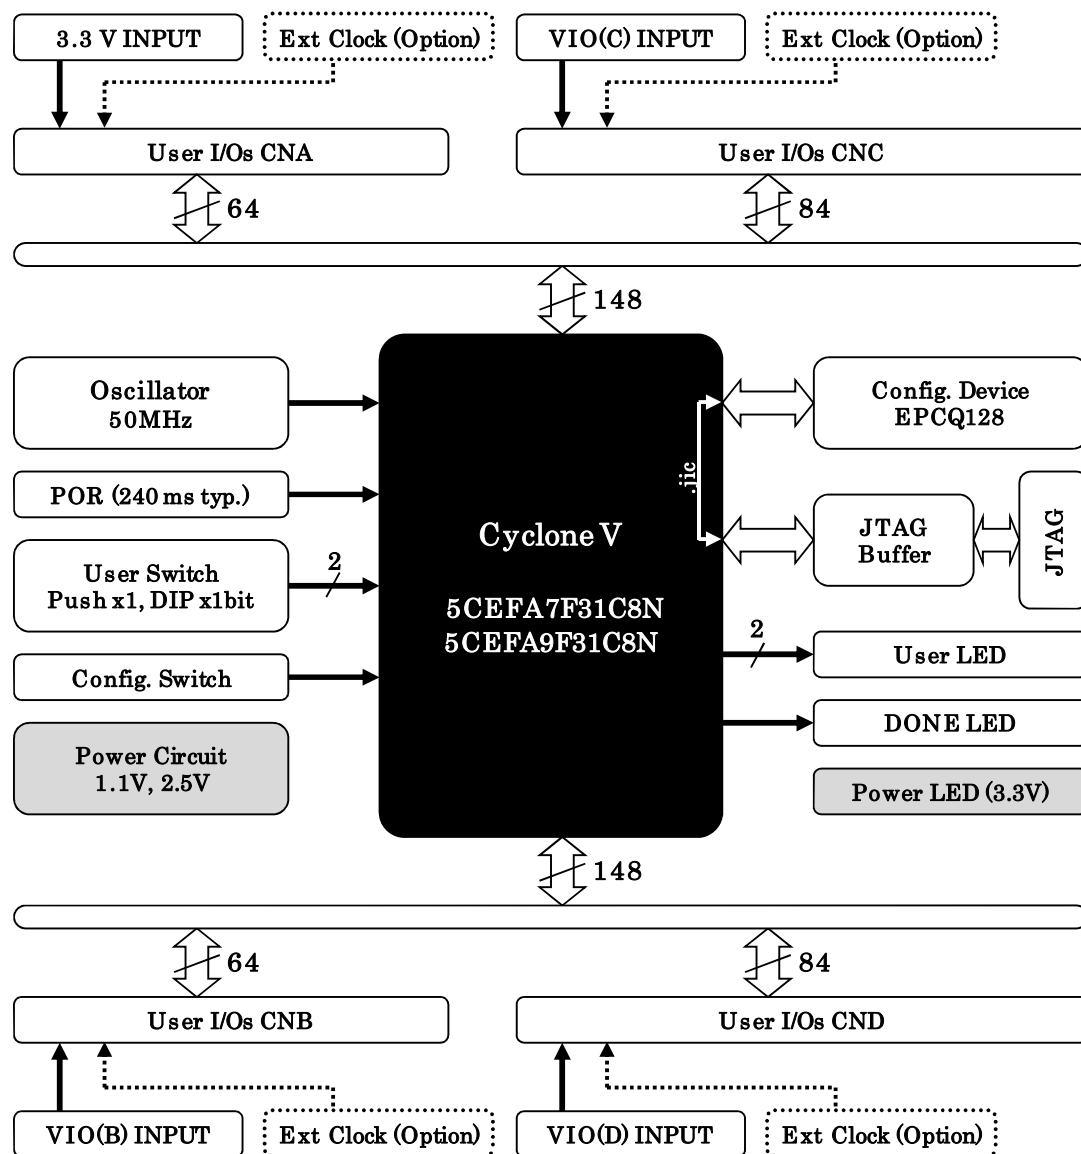 3.3 V INPUT
Ext Clock (Option)
VIO(C) INPUT
Ext Clock (Option)
User I/Os CNA
User I/Os CNC
64
84
148
Oscillator
50MHz
Config. Device
EPCQ128
POR (240 ms typ.)
.jic
Cyclone V
JTAG
Buffer
JTAG
User Switch
Push x1, DIP x1bit
2
5CEFA7F31C8N
5CEFA9F31C8N
2
User LED
Config. Switch
DONE LED
Power Circuit
1.1V, 2.5V
Power LED (3.3V)
148
64
84
User I/Os CNB
User I/Os CND
VIO(B) INPUT
Ext Clock (Option)
VIO(D) INPUT
Ext Clock (Option)